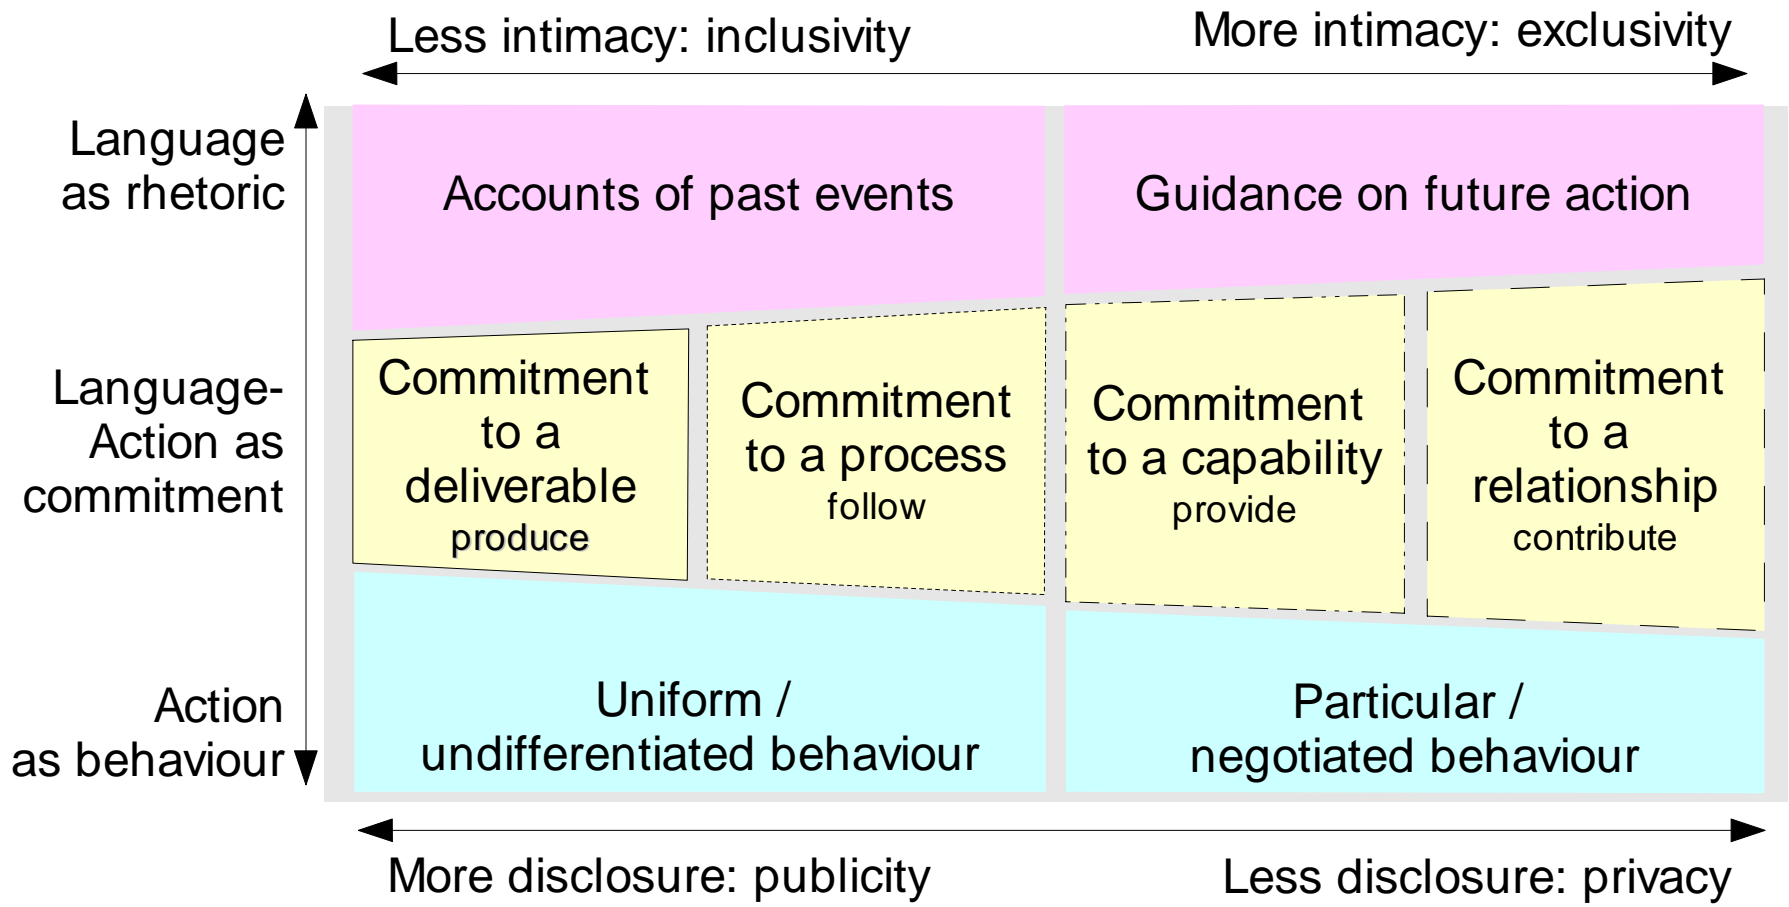 Less intimacy: inclusivity
More intimacy: exclusivity
Language
as rhetoric
Accounts of past events
Guidance on future action
Language-
Action as
commitment
Commitment
to a
deliverable
produce
Commitment
to a process
follow
Commitment
to a capability
provide
Commitment
to a
relationship
contribute
Action
as behaviour
Uniform /
undifferentiated behaviour
Particular /
negotiated behaviour
More disclosure: publicity
Less disclosure: privacy